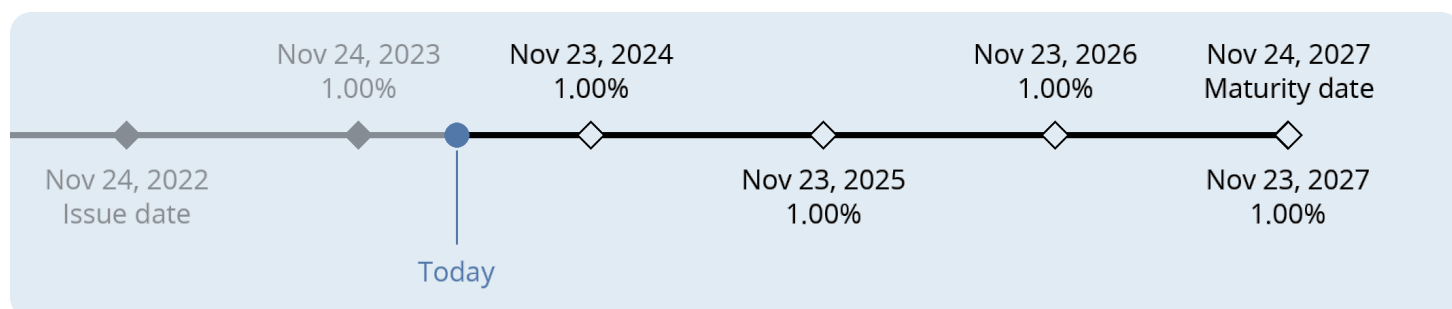 Nov 24, 2023
1.00%
Nov 23, 2024
1.00%
Nov 23, 2026
1.00%
Nov 24, 2027
Maturity date
Nov 24, 2022
Issue date
Nov 23, 2025
1.00%
Nov 23, 2027
1.00%
Today